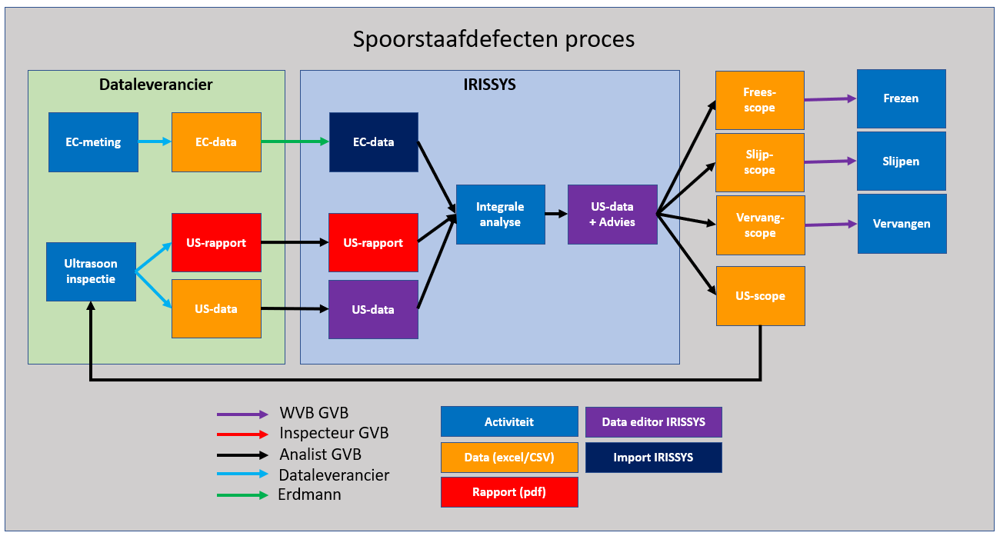 Spoorstaafdefecten proces
Dataleverancier
IRISSYS
EC-meting
EC-data
EC-data
Ultrasoon
inspectie
US-rapport
US-data
US-rapport
US-data
Integrale
analyse
US-data
+ Advies
Frees-
scope
Frezen
Slijp-
scope
Slijpen
Vervang-
scope
Vervangen
US-scope
WVB GVB
Inspecteur GVB
Analist GVB
Dataleverancier
Erdmann
Activiteit
Data editor IRISSYS
Data (excel/CSV)
Import IRISSYS
Rapport (pdf)